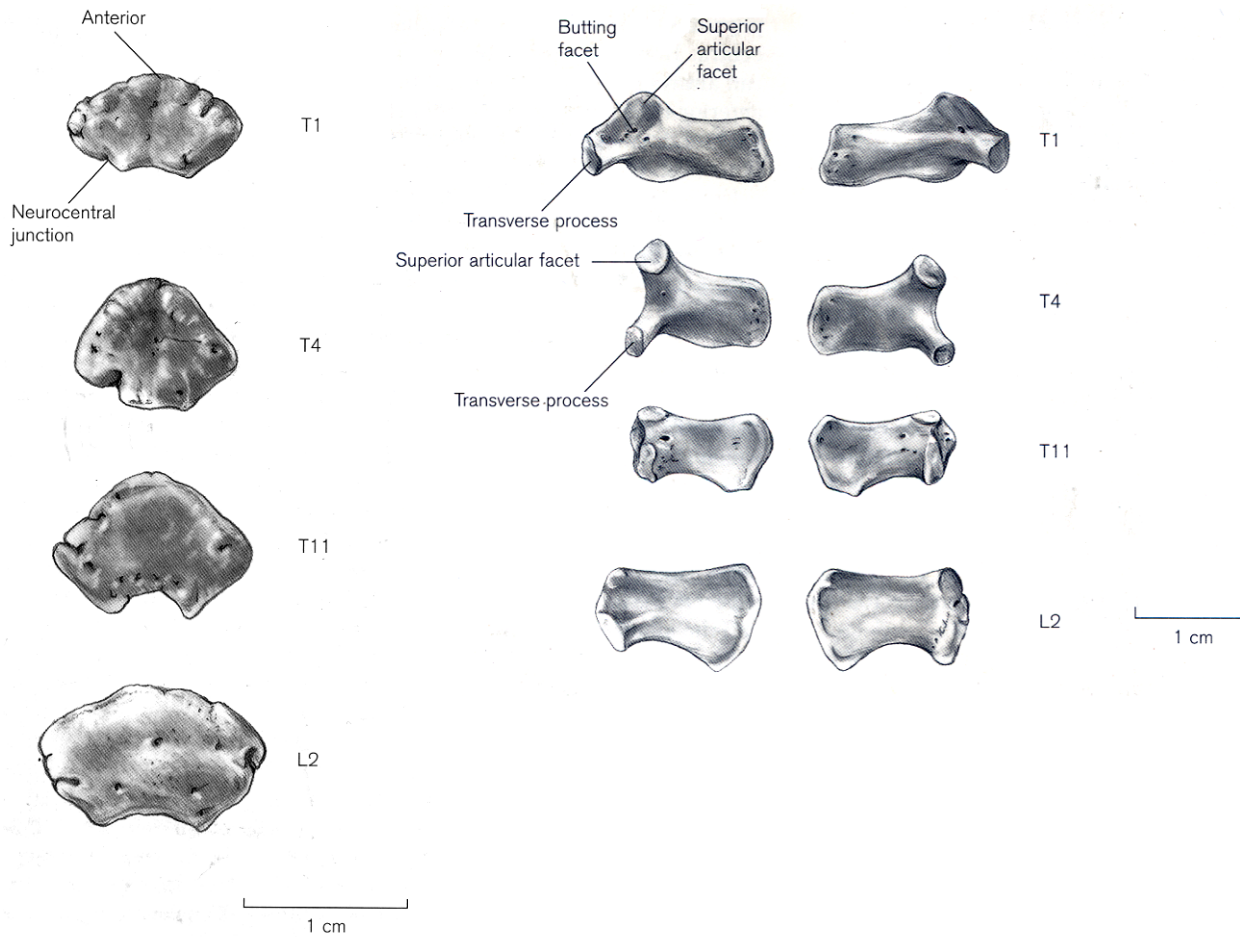 Anterior
T1
Neurocentral
junction
T4
T11
L2
1 cm
Butting
facet
Superior
articular
facet
T1
Transverse process
Superior articular facet
T4
Transverse process
T11
L2
1 cm